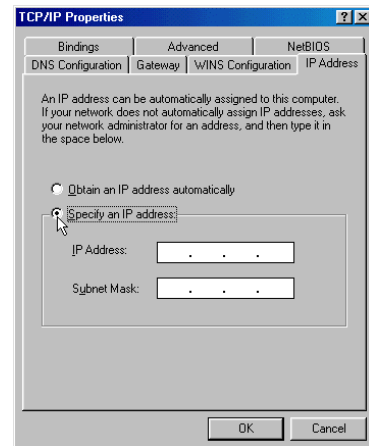 TCP/IP Properties
Bindings Advanced NetBIOS
DNS Configuration Gateway WINS Configuration IP Address
An IP address can be automatically assigned to this computer.
If your network does not automatically assign IP addresses, ask
your network administrator for an address, and then type it in
the space below.
Obtain an IP address automatically
Specify an IP address:
IP Address: . . .
Subnet Mask: . . .
OK Cancel